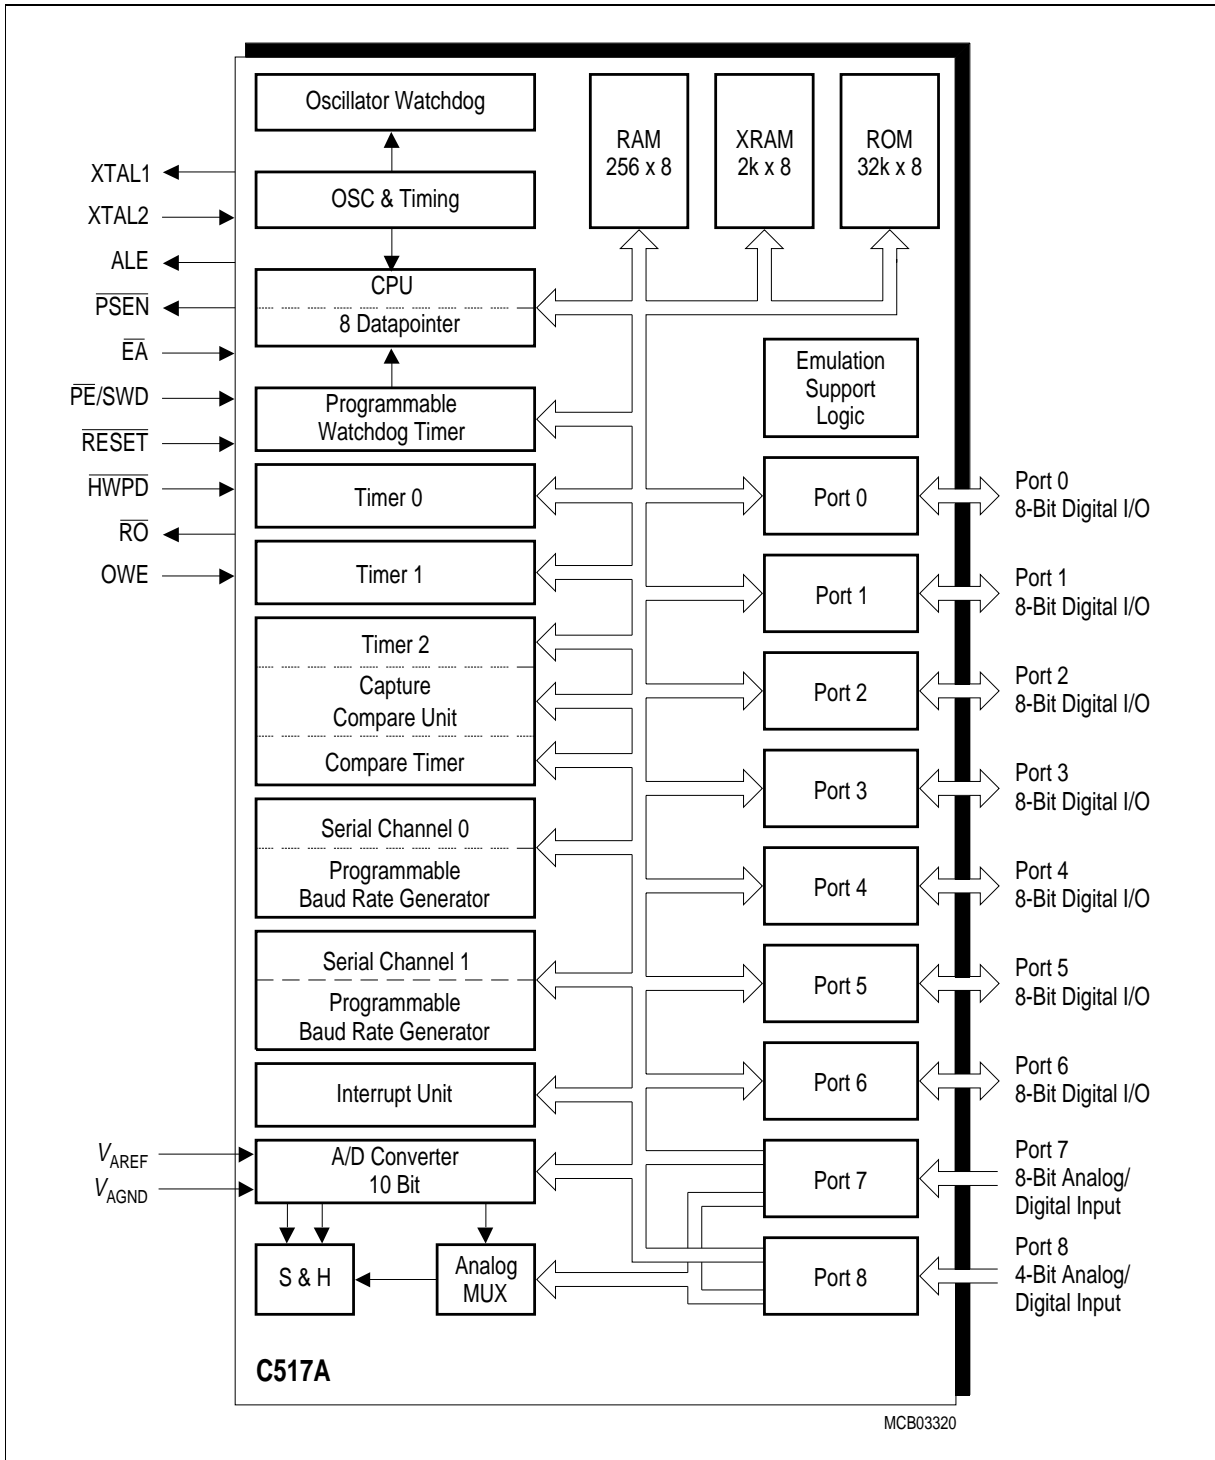 Oscillator Watchdog
OSC & Timing
CPU
8 Datapointer
Programmable
Watchdog Timer
Timer 0
Timer 1
Timer 2
Capture
Compare Unit
Compare Timer
Serial Channel 0
Programmable
Baud Rate Generator
Serial Channel 1
Programmable
Baud Rate Generator
Interrupt Unit
A/D Converter
10 Bit
S & H
Analog
MUX
RAM
256 x 8
XRAM
2k x 8
ROM
32k x 8
Emulation
Support
Logic
Port 0
Port 1
Port 2
Port 3
Port 4
Port 5
Port 6
Port 7
Port 8
XTAL1
XTAL2
ALE
PSEN
EA
PE/SWD
RESET
HWPD
RO
OWE
VAREF
VAGND
Port 0
8-Bit Digital I/O
Port 1
8-Bit Digital I/O
Port 2
8-Bit Digital I/O
Port 3
8-Bit Digital I/O
Port 4
8-Bit Digital I/O
Port 5
8-Bit Digital I/O
Port 6
8-Bit Digital I/O
Port 7
8-Bit Analog/
Digital Input
Port 8
4-Bit Analog/
Digital Input
C517A
MCB03320